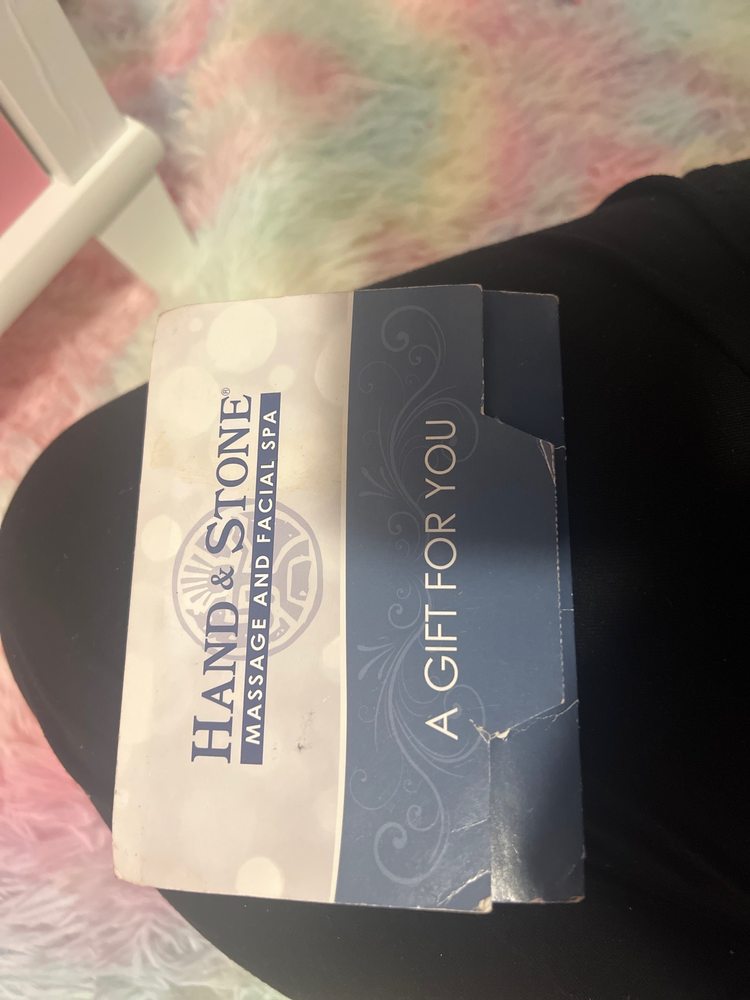 HAND & STONE®
MASSAGE AND FACIAL SPA
A GIFT FOR YOU